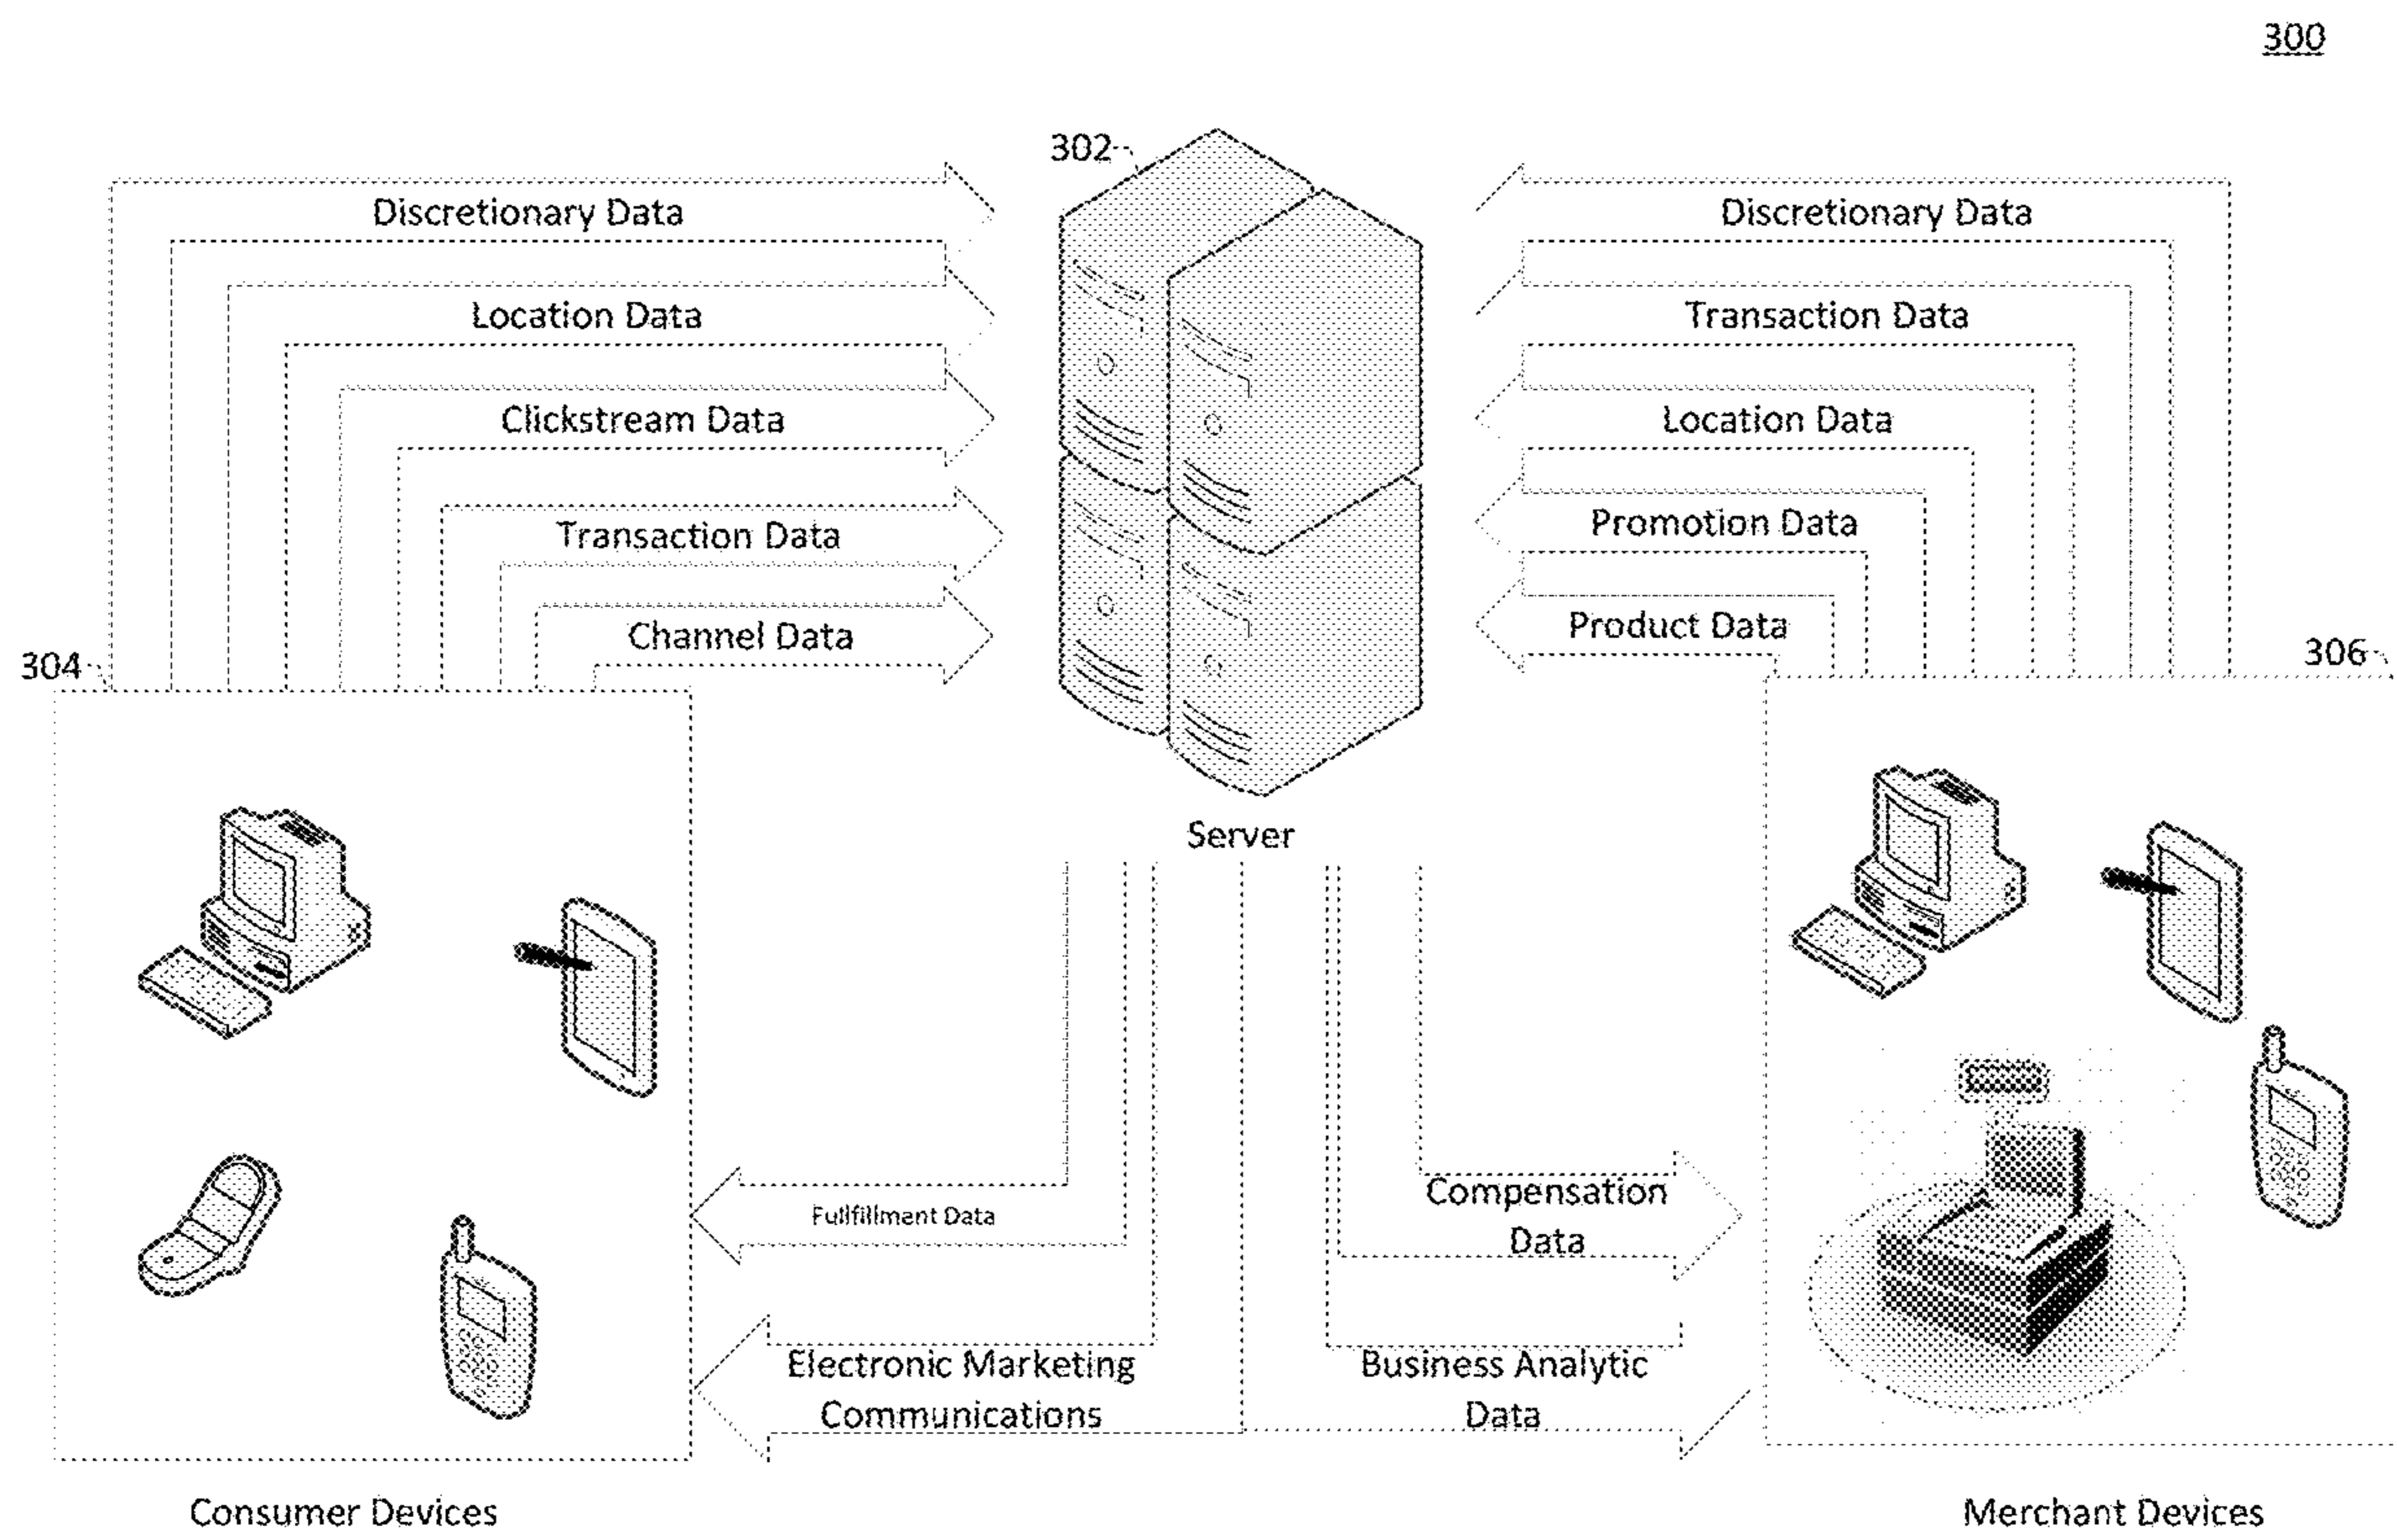 300
302
Discretionary Data
Discretionary Data
Location Data
Transaction Data
Clickstream Data
Location Data
Transaction Data
Promotion Data
Channel Data
Product Data
304
306
Server
Fullfillment Data
Compensation
Data
Electronic Marketing
Communications
Business Analytic
Data
Consumer Devices
Merchant Devices